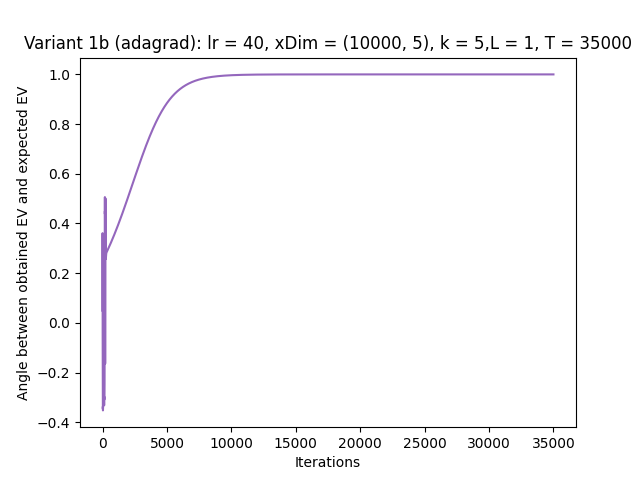 Variant 1b (adagrad): lr = 40, xDim = (10000, 5), k = 5,L = 1, T = 35000
1.0
0.8
0.6
0.4
0.2
0.0
−0.2
−0.4
Angle between obtained EV and expected EV
0 5000 10000 15000 20000 25000 30000 35000
Iterations